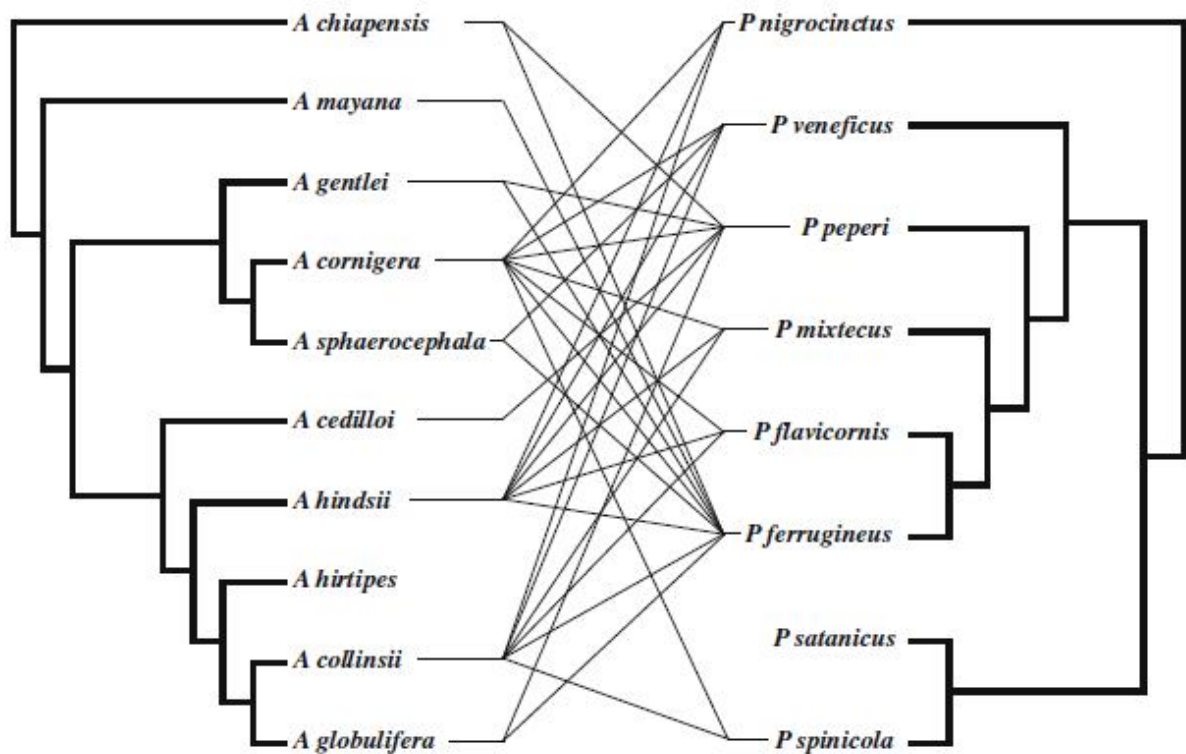 A chiapensis
A mayana
A gentlei
A cornigera
A sphaerocephala
A cedilloi
A hindsii
A hirtipes
A collinsii
A globulifera
P nigrocinctus
P veneficus
P peperi
P mixtecus
P flavicornis
P ferrugineus
P satanicus
P spinicola